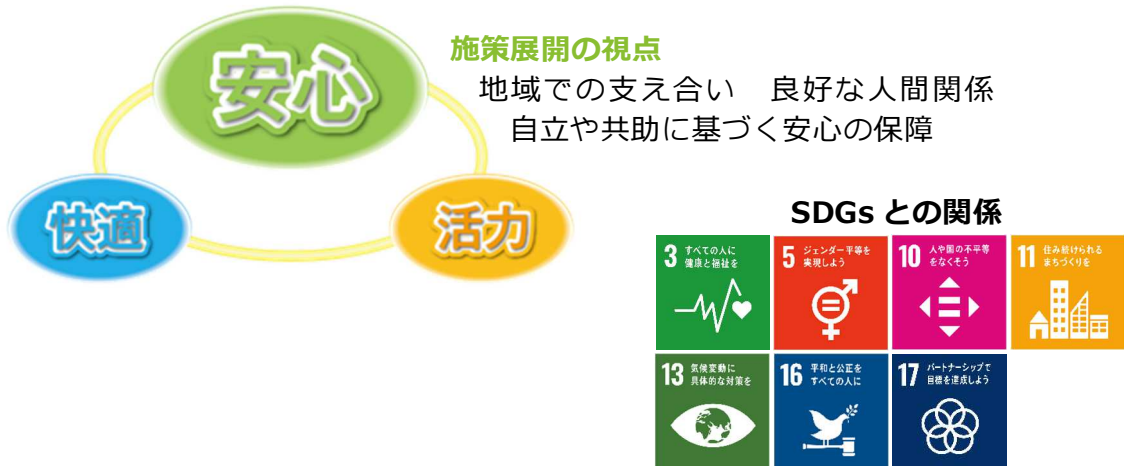 安心
快適
活力
施策展開の視点
地域での支え合い　良好な人間関係
自立や共助に基づく安心の保障
SDGs との関係
3 すべての人に
健康と福祉を
5 ジェンダー平等を
実現しよう
10 人や国の不平等
をなくそう
11 住み続けられる
まちづくりを
13 気候変動に
具体的な対策を
16 平和と公正を
すべての人に
17 パートナーシップで
目標を達成しよう